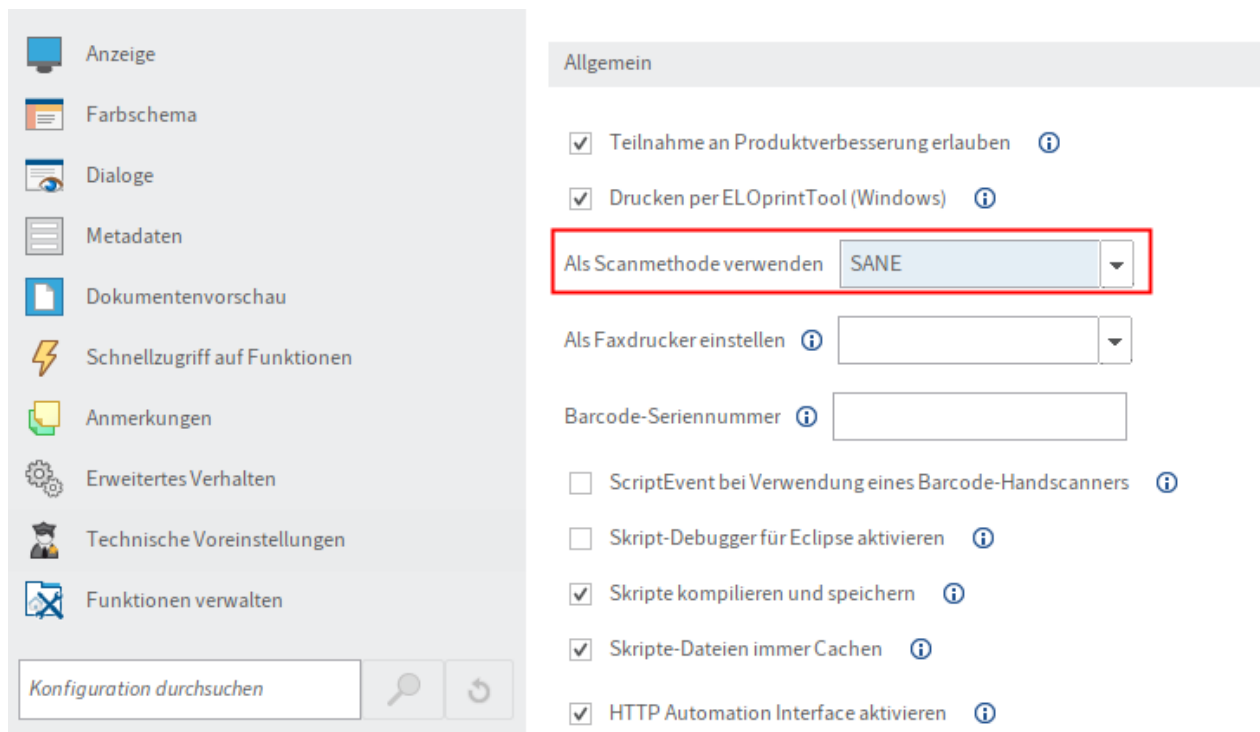 Anzeige
Farbschema
Dialoge
Metadaten
Dokumentenvorschau
Schnellzugriff auf Funktionen
Anmerkungen
Erweitertes Verhalten
Technische Voreinstellungen
Funktionen verwalten
Konfiguration durchsuchen
Allgemein
Teilnahme an Produktverbesserung erlauben
Drucken per ELOprintTool (Windows)
Als Scanmethode verwenden SANE
Als Faxdrucker einstellen
Barcode-Seriennummer
ScriptEvent bei Verwendung eines Barcode-Handscanners
Skript-Debugger für Eclipse aktivieren
Skripte kompilieren und speichern
Skripte-Dateien immer Cachen
HTTP Automation Interface aktivieren